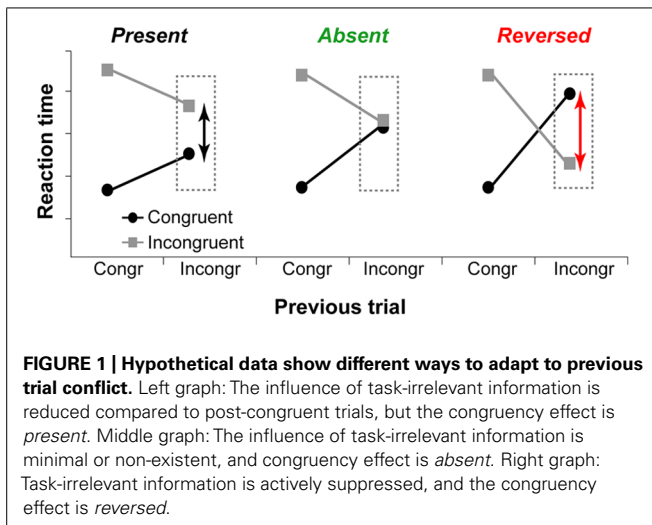 Present Absent Reversed
Reaction time
Congruent
Incongruent
Congr Incongr Congr Incongr Congr Incongr
Previous trial
FIGURE 1 | Hypothetical data show different ways to adapt to previous
trial conflict. Left graph: The influence of task-irrelevant information is
reduced compared to post-congruent trials, but the congruency effect is
present. Middle graph: The influence of task-irrelevant information is
minimal or non-existent, and congruency effect is absent. Right graph:
Task-irrelevant information is actively suppressed, and the congruency
effect is reversed.